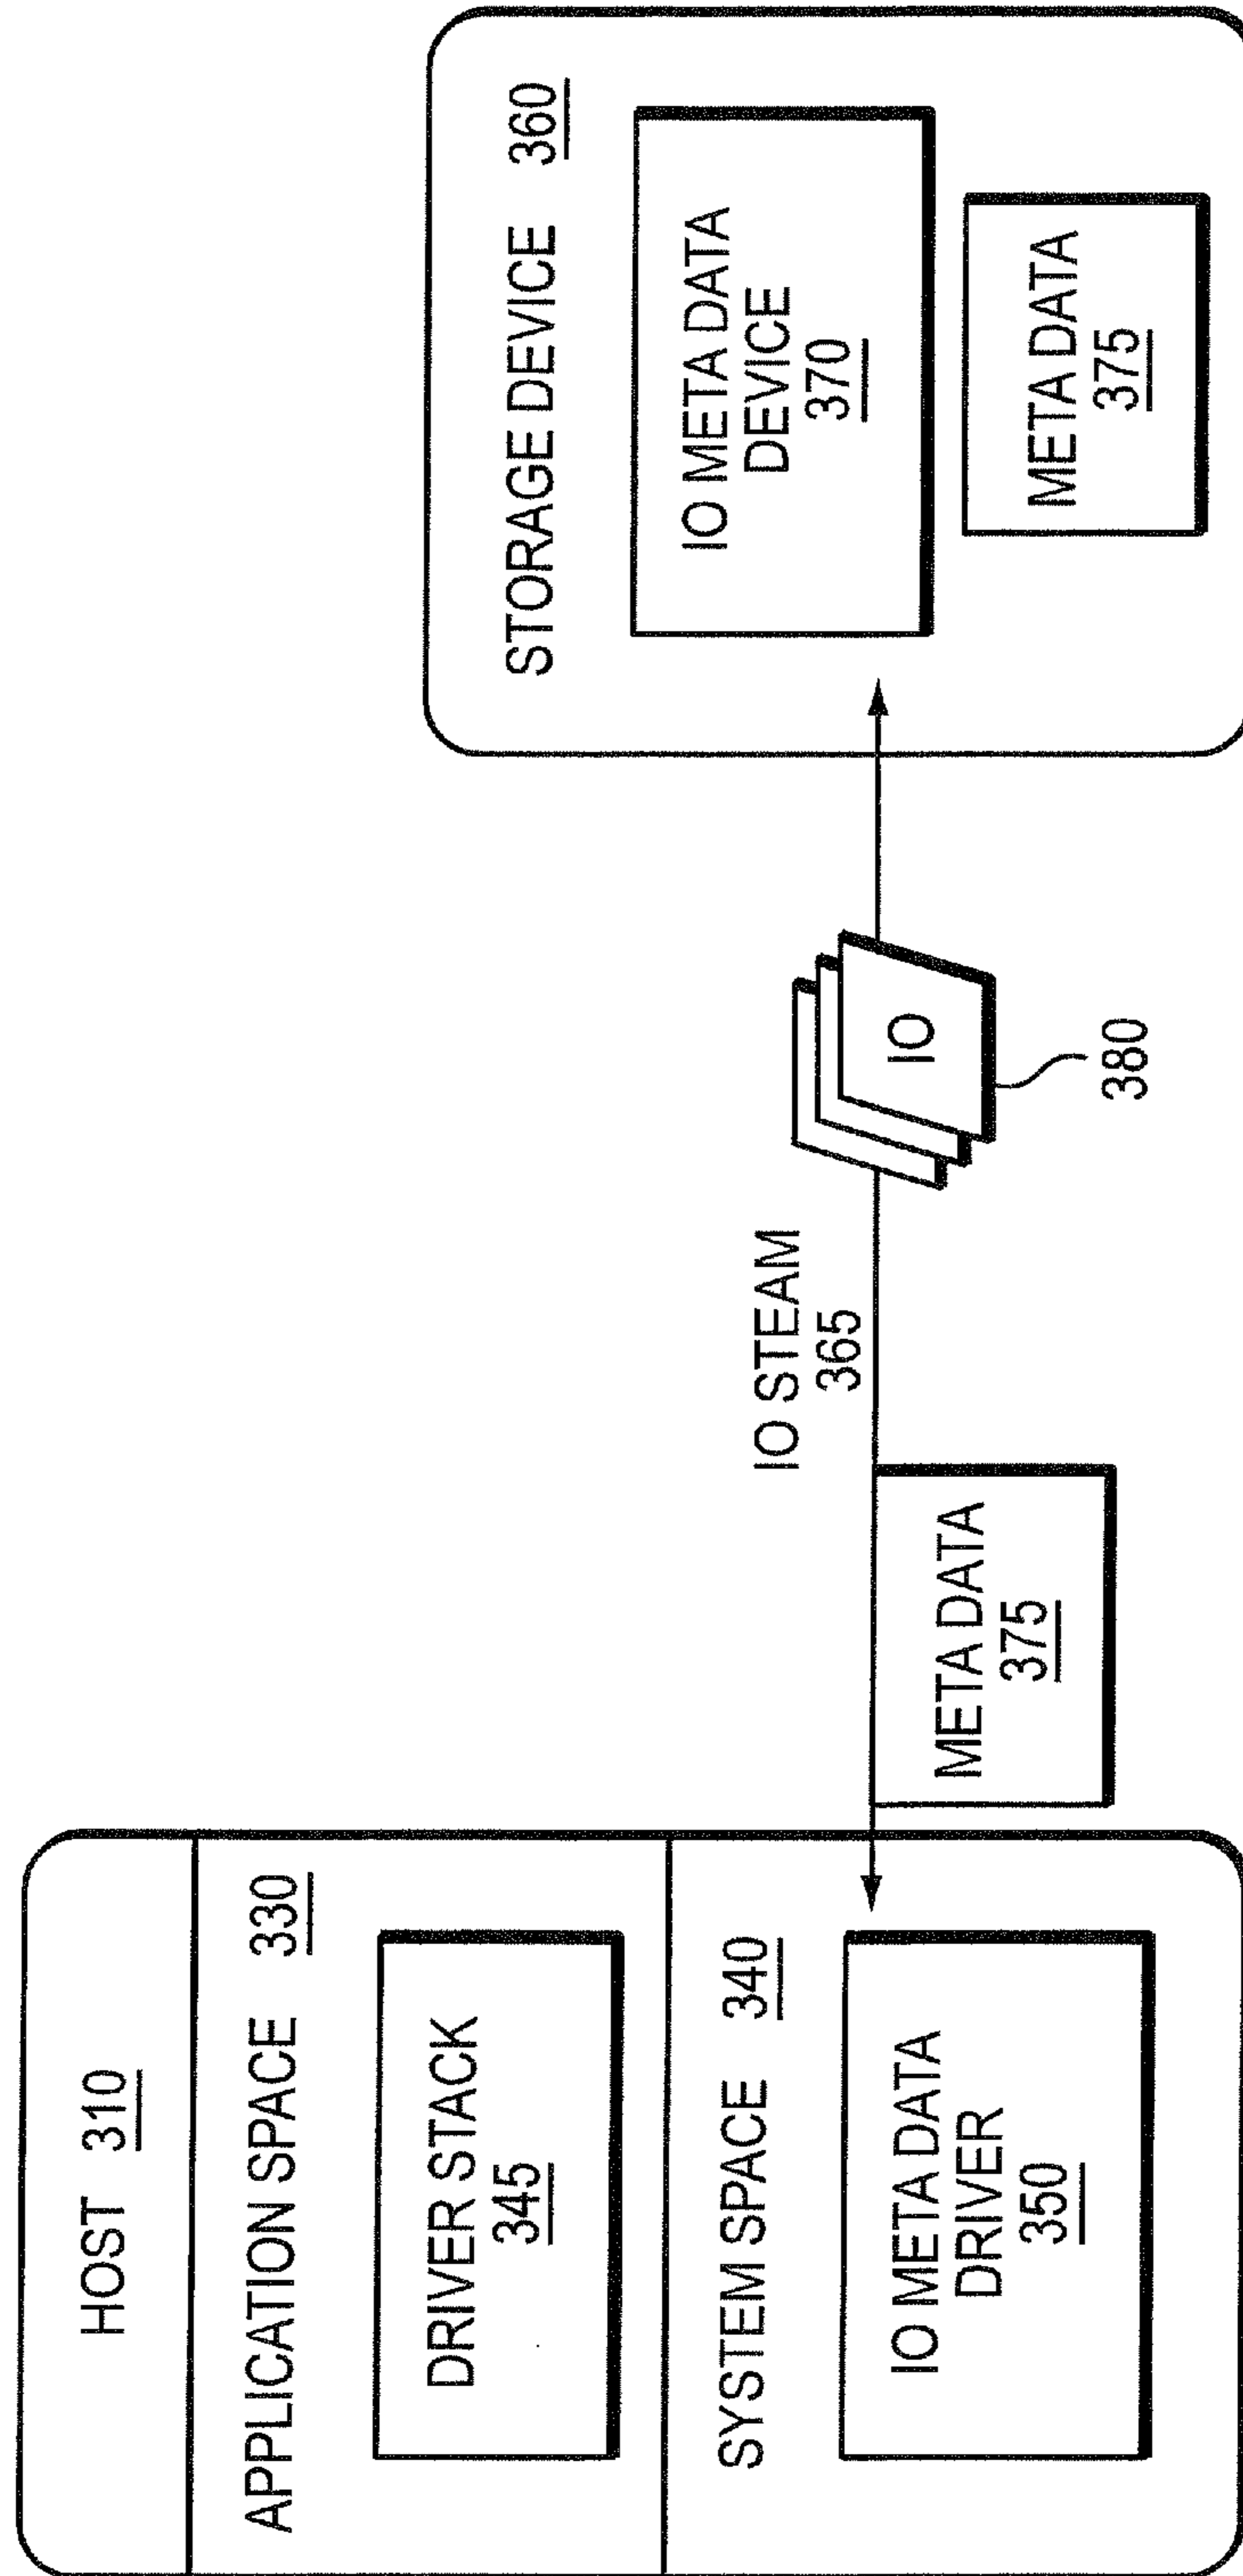 HOST 310
APPLICATION SPACE 330
DRIVER STACK
345
SYSTEM SPACE 340
IO META DATA
DRIVER
350
META DATA
375
IO STEAM
365
IO
380
STORAGE DEVICE 360
IO META DATA
DEVICE
370
META DATA
375